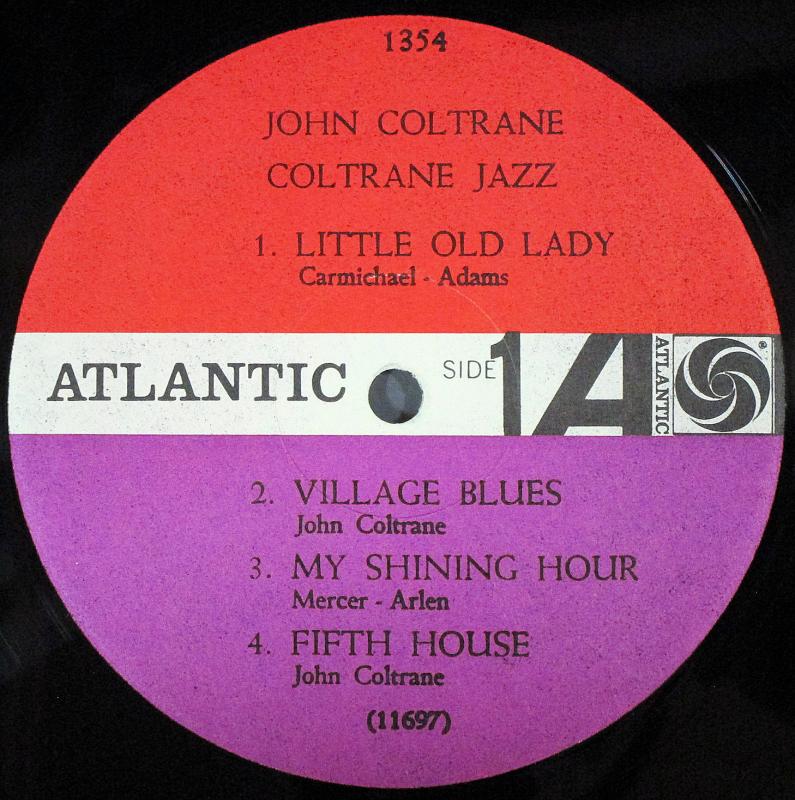 1354
JOHN COLTRANE
COLTRANE JAZZ
1. LITTLE OLD LADY
Carmichael - Adams
ATLANTIC SIDE 1 A ATLANTIC ®
2. VILLAGE BLUES
John Coltrane
3. MY SHINING HOUR
Mercer - Arlen
4. FIFTH HOUSE
John Coltrane
(11697)